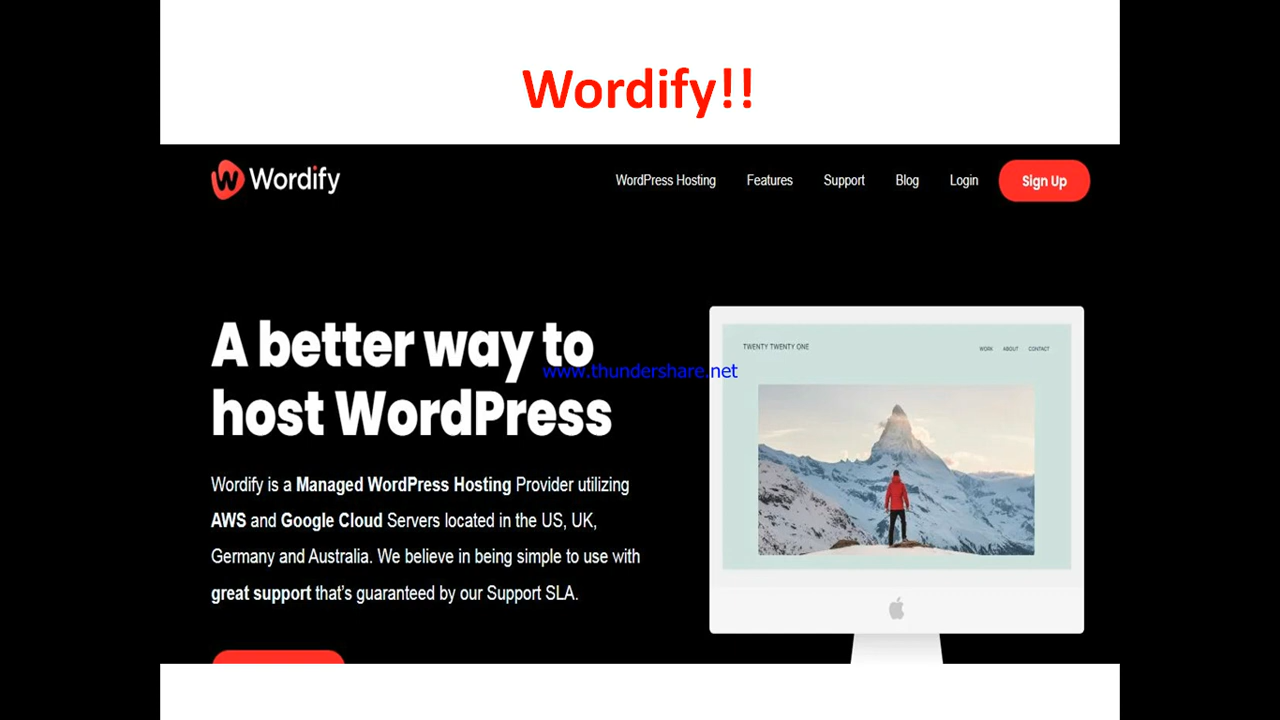 Wordify!!
Wordify
WordPress Hosting
Features
Support
Blog
Login
Sign Up
A better way to
host WordPress
www.thundershare.net
TWENTY TWENTY ONE
WORK
ABOUT
CONTACT
Wordify is a Managed WordPress Hosting Provider utilizing
AWS and Google Cloud Servers located in the US, UK,
Germany and Australia. We believe in being simple to use with
great support that's guaranteed by our Support SLA.